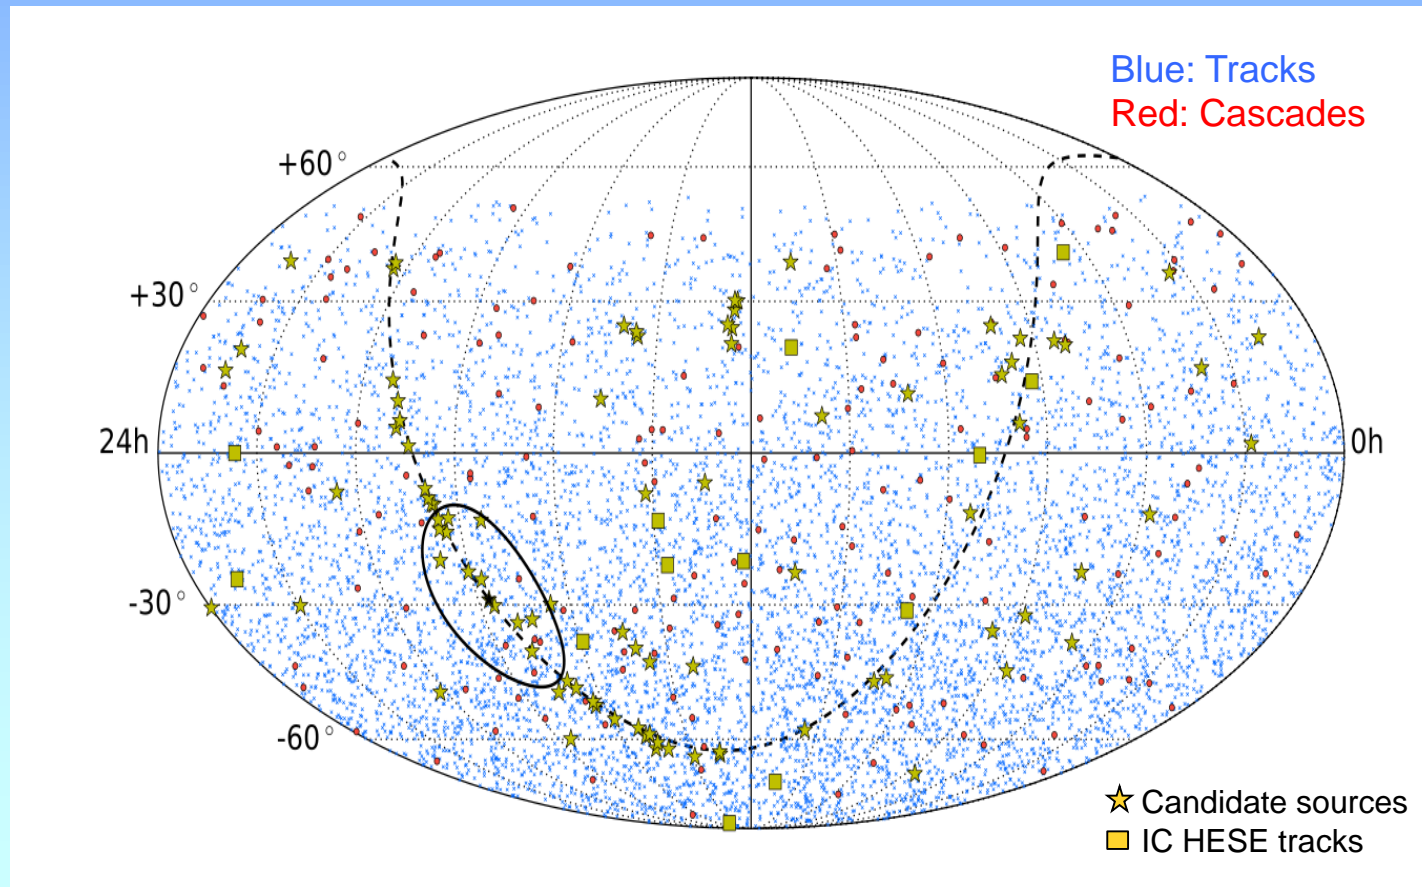 Blue: Tracks
Red: Cascades
+60°
+30°
24h
0h
-30°
-60°
Candidate sources
IC HESE tracks